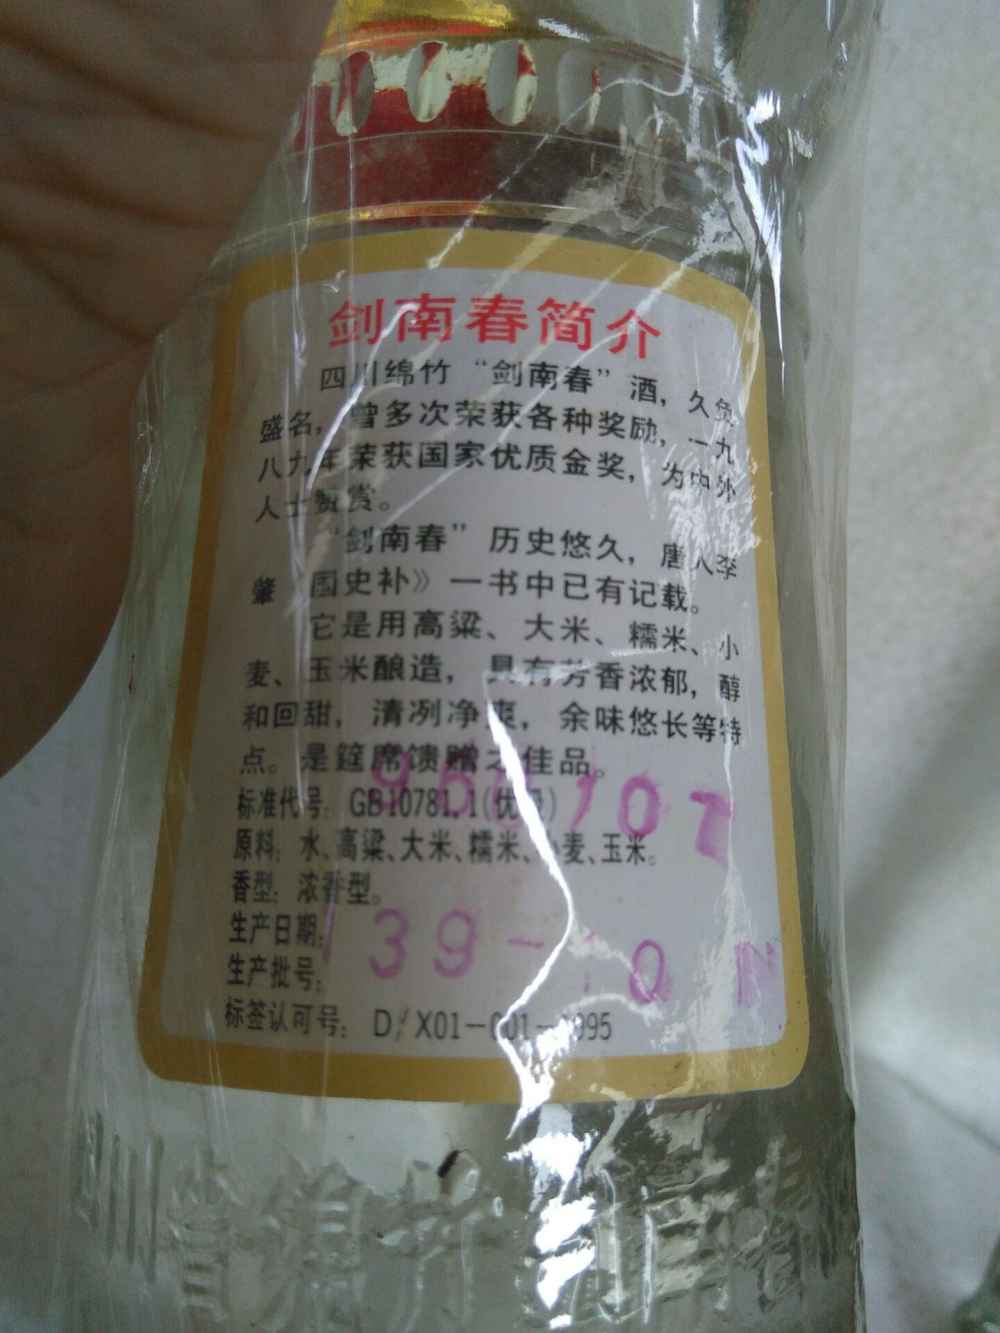 剑南春简介
四川绵竹“剑南春”酒，久负
盛名，曾多次荣获各种奖励，一九
八九年荣获国家优质金奖，为中外
人士赞赏。
“剑南春”历史悠久，唐人李
肇 国史补》一书中已有记载。
它是用高粱、大米、糯米、小
麦、玉米酿造，具有芳香浓郁，醇
和回甜，清冽净爽，余味悠长等特
点。是筵席馈赠之佳品。
标准代号：GB10781.1(优级)
原料：水、高粱、大米、糯米、小麦、玉米。
香型：浓香型。
生产日期：
生产批号：
139-
标签认可号：D/X01-001-1995